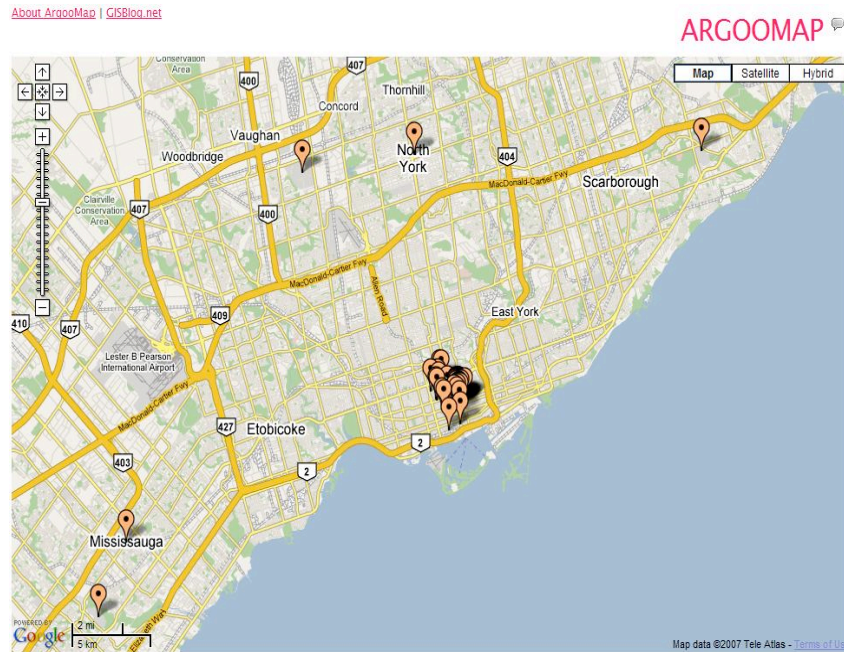 About ArgooMap | GISBlog.net
ARGOOMAP
Map Satellite Hybrid
Conservation
Area
407
400
Thornhill
Concord
Vaughan
Woodbridge
North
York
404
Scarborough
MacDonald-Cartier Fwy
Clairville
Conservation
Area
407
400
MacDonald-Cartier Fwy
Allen Road
409
East York
410
407
Lester B Pearson
International Airport
MacDonald-Cartier Fwy
427
Etobicoke
2
2
403
Mississauga
Elizabeth Way
POWERED BY
Google
2 mi
5 km
Map data ©2007 Tele Atlas - Terms of Us